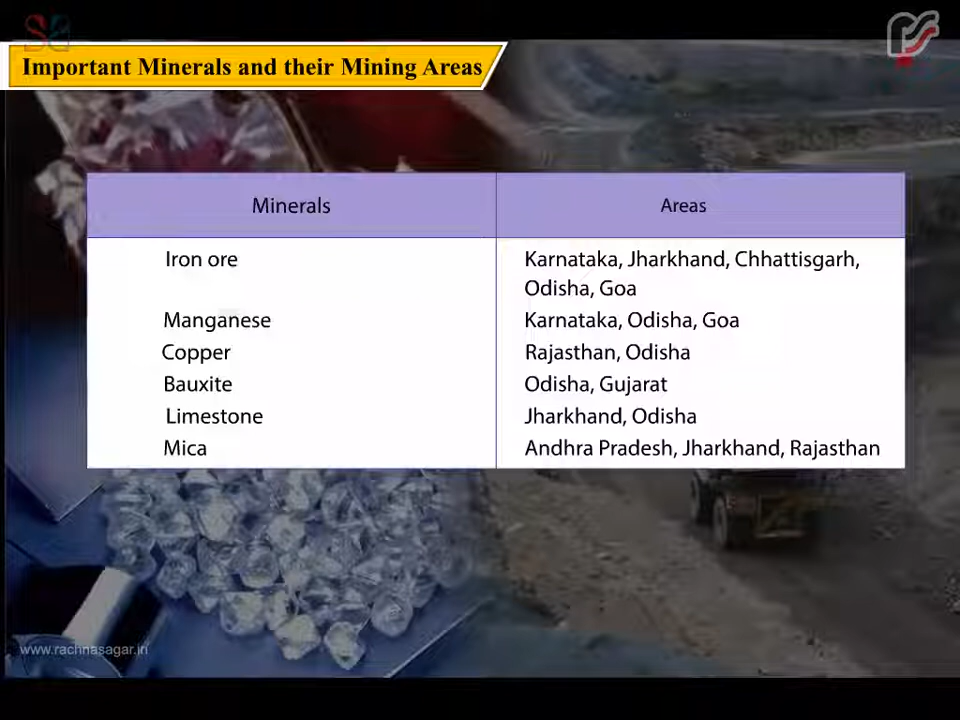 Important Minerals and their Mining Areas
Minerals Areas
Iron ore Karnataka, Jharkhand, Chhattisgarh,
Odisha, Goa
Manganese Karnataka, Odisha, Goa
Copper Rajasthan, Odisha
Bauxite Odisha, Gujarat
Limestone Jharkhand, Odisha
Mica Andhra Pradesh, Jharkhand, Rajasthan
www.rachnasagar.in